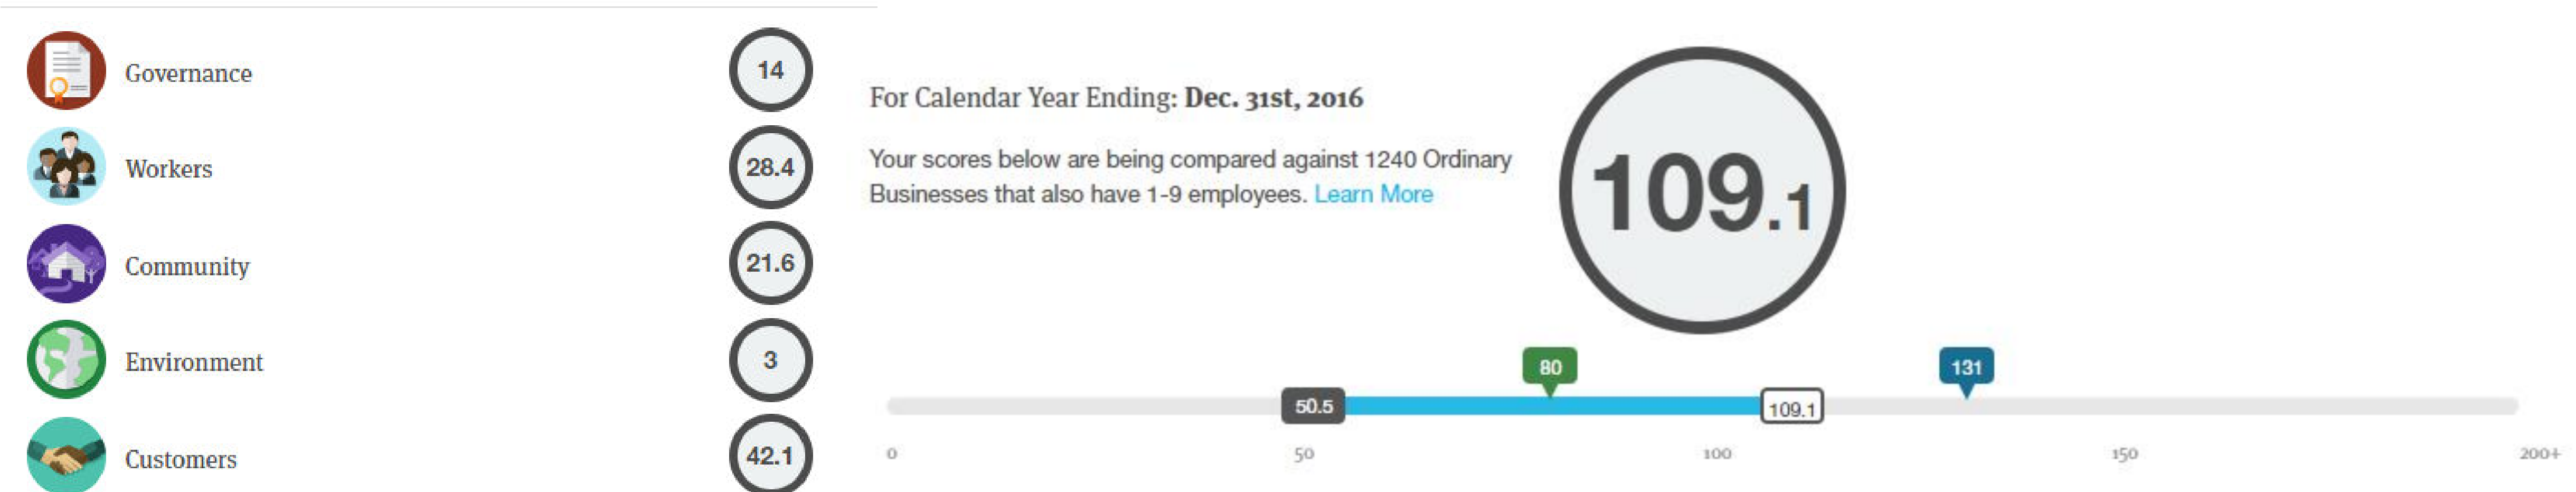 Governance
14
Workers
28.4
Community
21.6
Environment
3
Customers
42.1
For Calendar Year Ending: Dec. 31st, 2016
Your scores below are being compared against 1240 Ordinary
Businesses that also have 1-9 employees. Learn More
109.1
80
131
50.5
109.1
0
50
100
150
200+